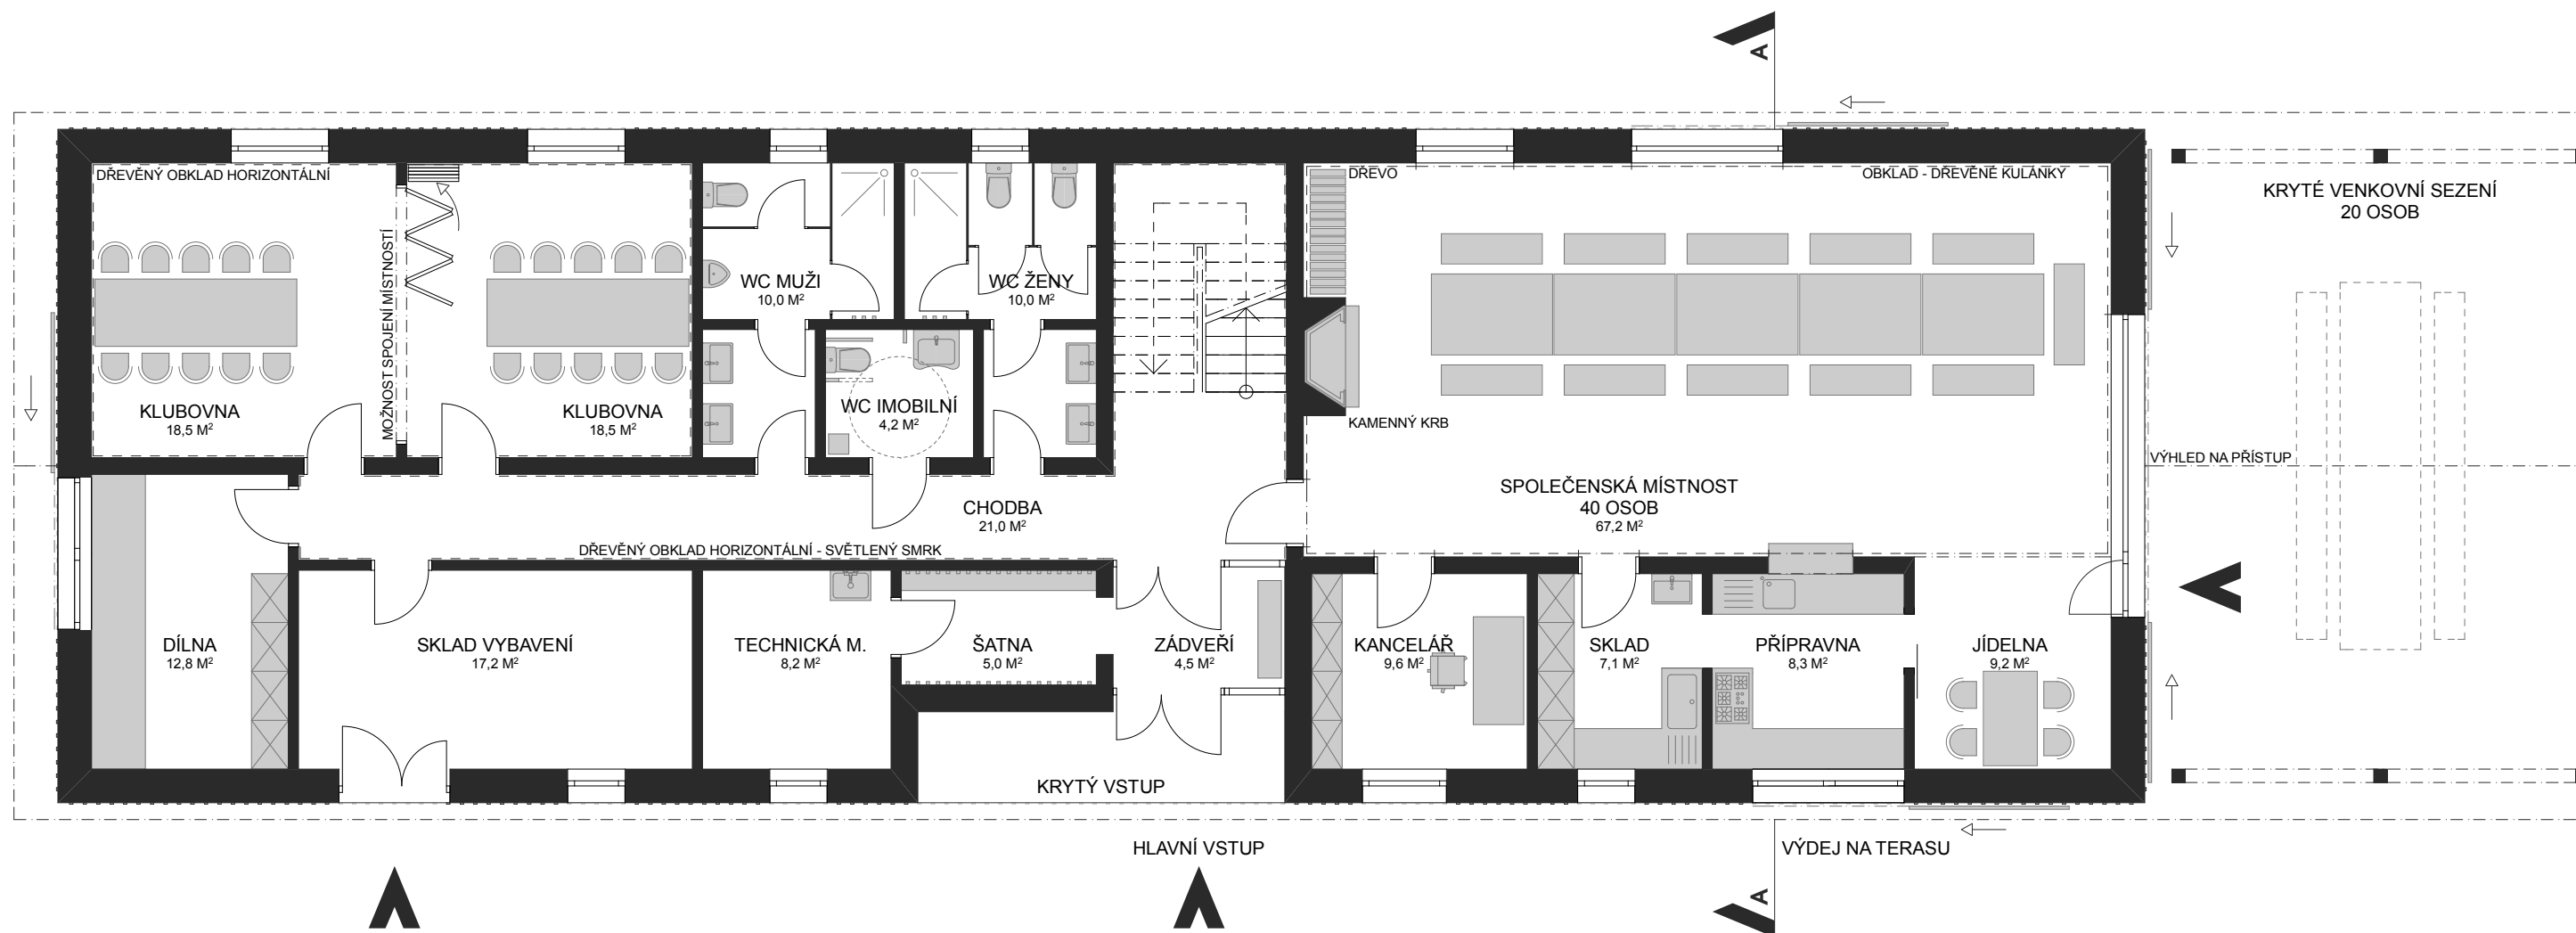 A
DŘEVĚNÝ OBKLAD HORIZONTÁLNÍ
DŘEVO
OBKLAD - DŘEVĚNÉ KULÁNKY
KRYTÉ VENKOVNÍ SEZENÍ
20 OSOB
MOŽNOST SPOJENÍ MÍSTNOSTÍ
WC MUŽI
10,0 M²
WC ŽENY
10,0 M²
KLUBOVNA
18,5 M²
KLUBOVNA
18,5 M²
WC IMOBILNÍ
4,2 M²
KAMENNÝ KRB
VÝHLED NA PŘÍSTUP
SPOLEČENSKÁ MÍSTNOST
40 OSOB
67,2 M²
CHODBA
21,0 M²
DŘEVĚNÝ OBKLAD HORIZONTÁLNÍ - SVĚTLENÝ SMRK
DÍLNA
12,8 M²
SKLAD VYBAVENÍ
17,2 M²
TECHNICKÁ M.
8,2 M²
ŠATNA
5,0 M²
ZÁDVEŘÍ
4,5 M²
KANCELÁŘ
9,6 M²
SKLAD
7,1 M²
PŘÍPRAVNA
8,3 M²
JÍDELNA
9,2 M²
KRYTÝ VSTUP
HLAVNÍ VSTUP
VÝDEJ NA TERASU
A